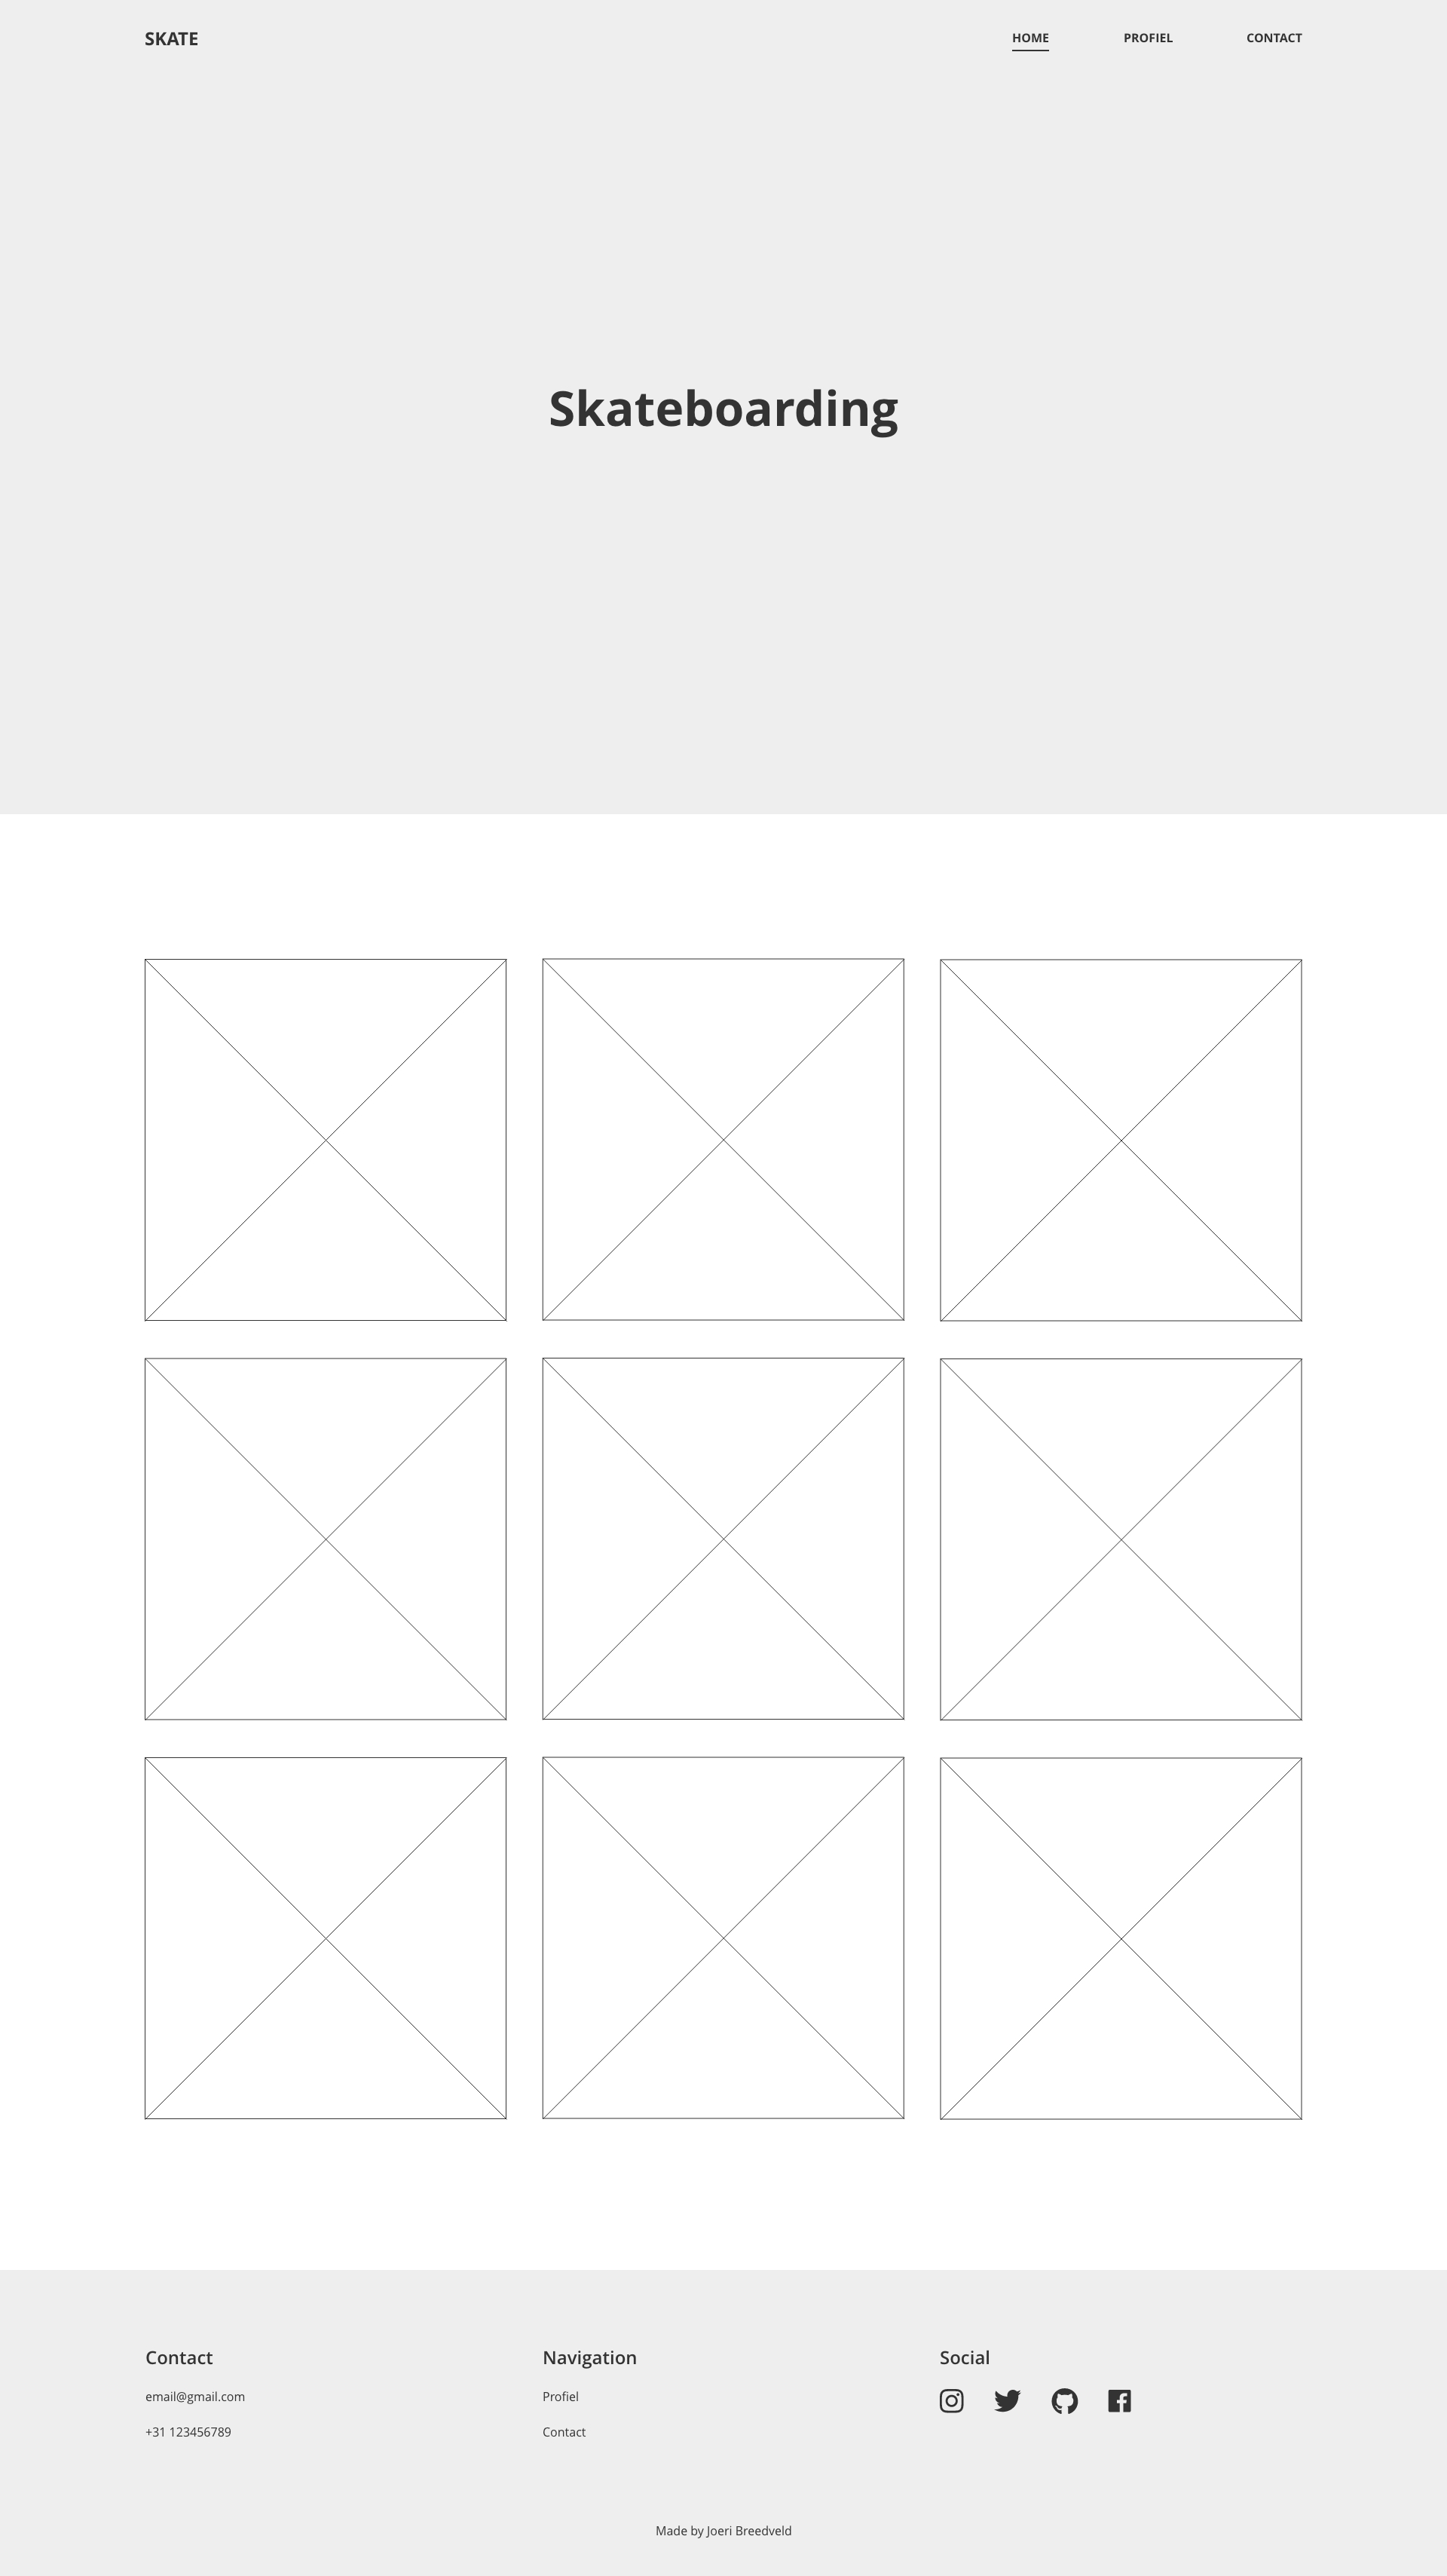 SKATE
HOME PROFIEL CONTACT
Skateboarding
Contact
email@gmail.com
+31 123456789
Navigation
Profiel
Contact
Social
Made by Joeri Breedveld